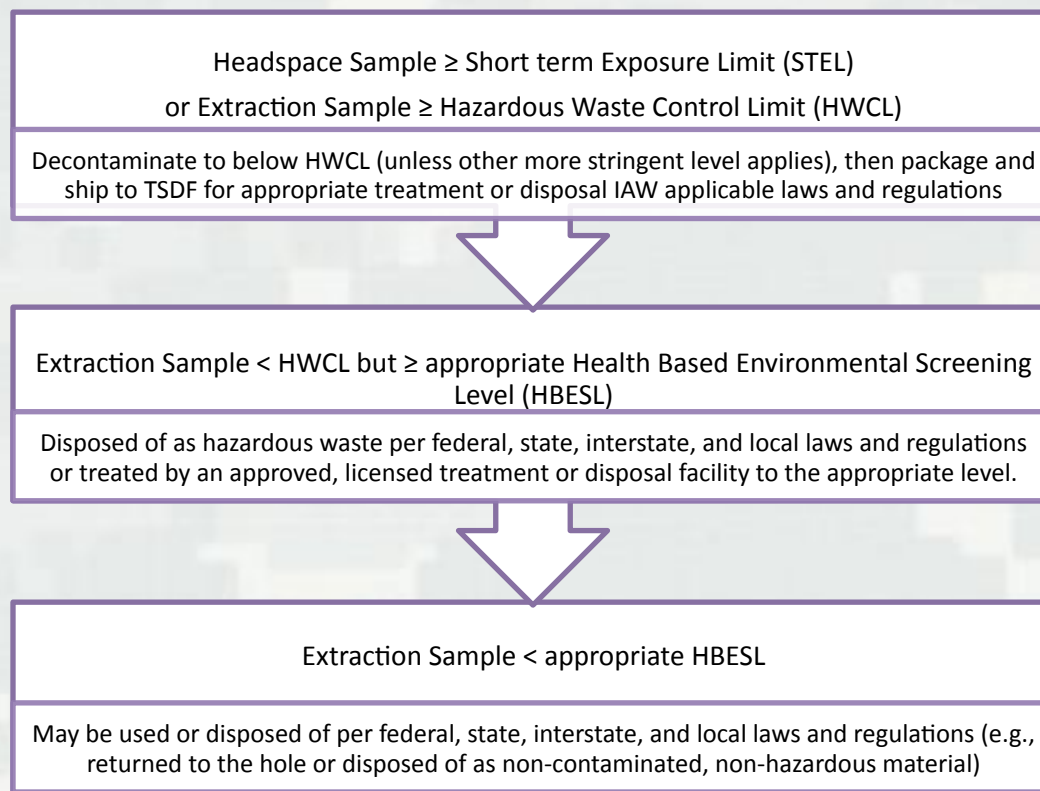 Headspace Sample ≥ Short term Exposure Limit (STEL)
or Extraction Sample ≥ Hazardous Waste Control Limit (HWCL)
Decontaminate to below HWCL (unless other more stringent level applies), then package and
ship to TSDF for appropriate treatment or disposal IAW applicable laws and regulations
Extraction Sample < HWCL but ≥ appropriate Health Based Environmental Screening
Level (HBESL)
Disposed of as hazardous waste per federal, state, interstate, and local laws and regulations
or treated by an approved, licensed treatment or disposal facility to the appropriate level.
Extraction Sample < appropriate HBESL
May be used or disposed of per federal, state, interstate, and local laws and regulations (e.g.,
returned to the hole or disposed of as non-contaminated, non-hazardous material)